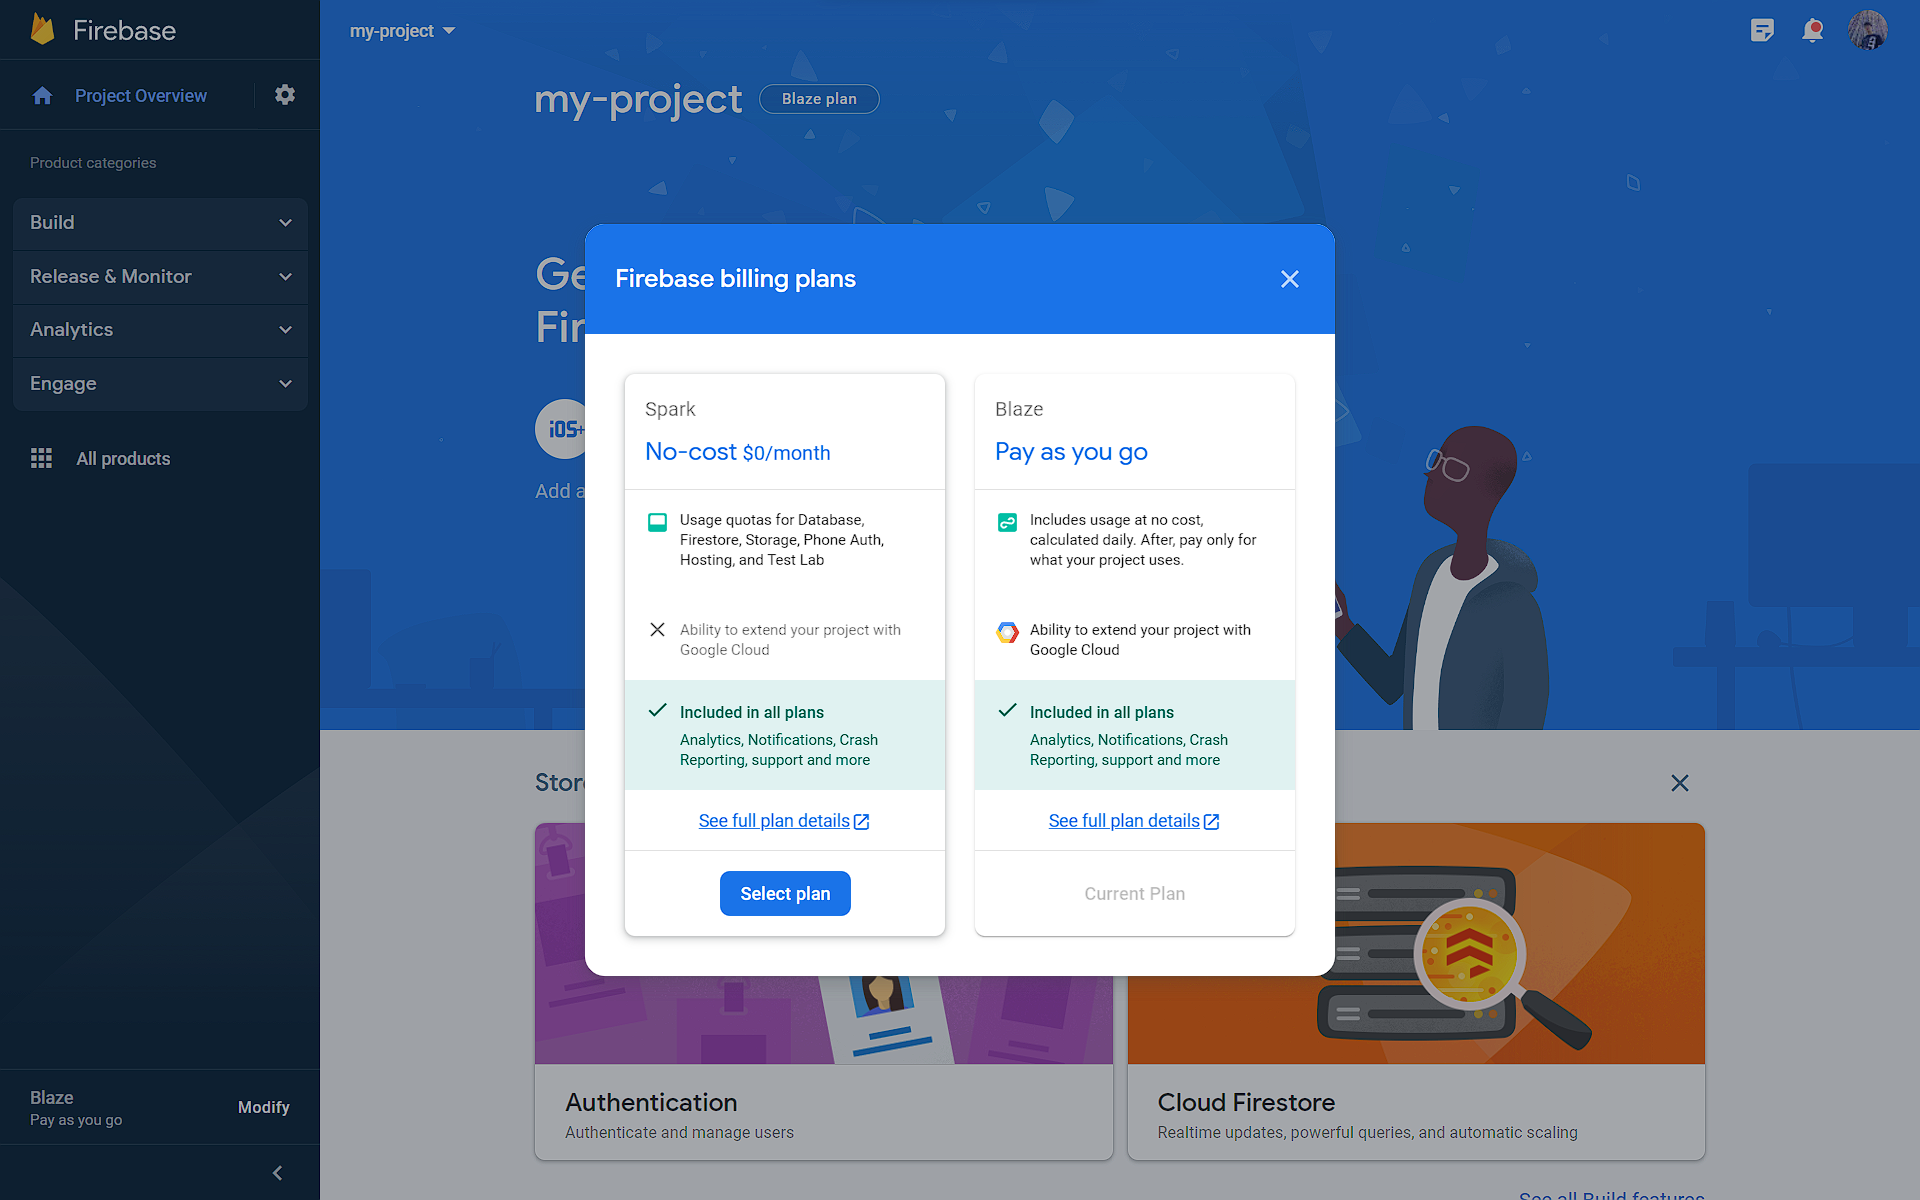 Firebase
Project Overview
Product categories
Build
Release & Monitor
Analytics
Engage
All products
Blaze
Pay as you go
Modify
my-project
my-project
Blaze plan
Ge
Fir
iOS+
Add a
Firebase billing plans
Spark
No-cost $0/month
Usage quotas for Database,
Firestore, Storage, Phone Auth,
Hosting, and Test Lab
Ability to extend your project with
Google Cloud
Included in all plans
Analytics, Notifications, Crash
Reporting, support and more
See full plan details
Select plan
Blaze
Pay as you go
Includes usage at no cost,
calculated daily. After, pay only for
what your project uses.
Ability to extend your project with
Google Cloud
Included in all plans
Analytics, Notifications, Crash
Reporting, support and more
See full plan details
Current Plan
Stor
Authentication
Authenticate and manage users
Cloud Firestore
Realtime updates, powerful queries, and automatic scaling
See all Build features